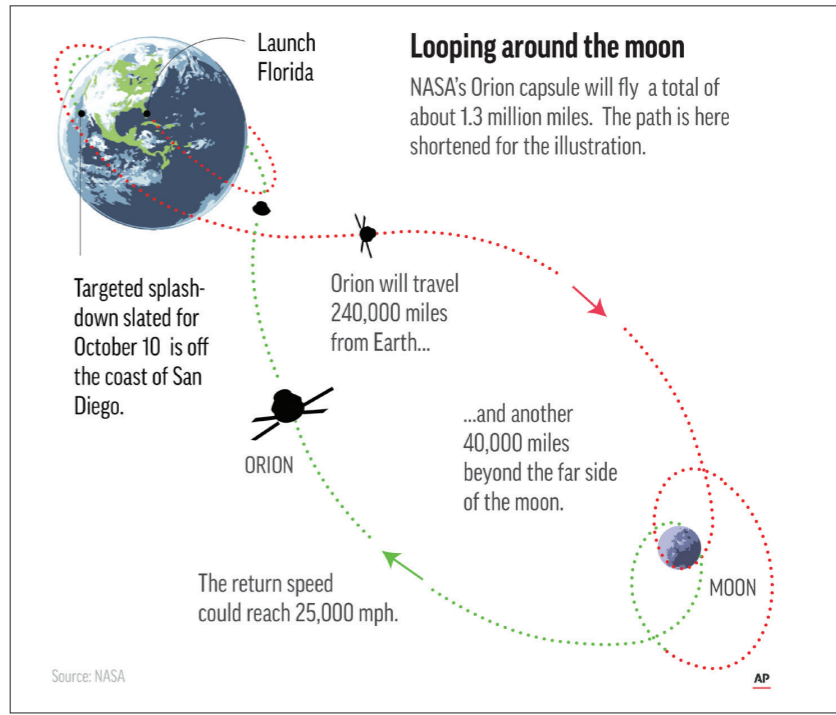 Launch
Florida
Looping around the moon
NASA's Orion capsule will fly a total of
about 1.3 million miles. The path is here
shortened for the illustration.
Targeted splash-
down slated for
October 10 is off
the coast of San
Diego.
Orion will travel
240,000 miles
from Earth...
...and another
40,000 miles
beyond the far side
of the moon.
ORION
MOON
The return speed
could reach 25,000 mph.
Source: NASA
AP